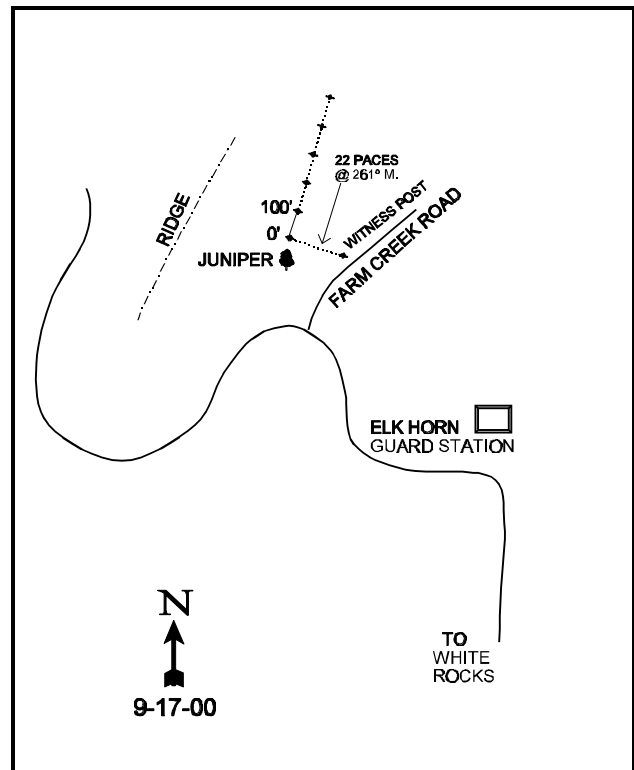 22 PACES
@ 261º M.
100'
0'
WITNESS POST
RIDGE
JUNIPER
FARM CREEK ROAD
ELK HORN
GUARD STATION
N
9-17-00
TO
WHITE
ROCKS